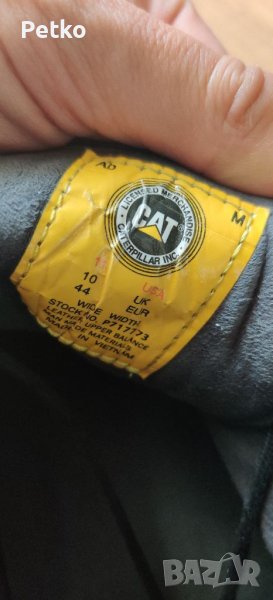 Petko
AD
M
LICENSED MERCHANDISE
CAT
CATERPILLAR INC.
USA
10 UK
44 EUR
WIDE WIDTH
STOCK NO P717773
LEATHER UPPER BALANCE
MAN MADE MATERIALS
MADE IN VIETNAM
BAZAR
.bg